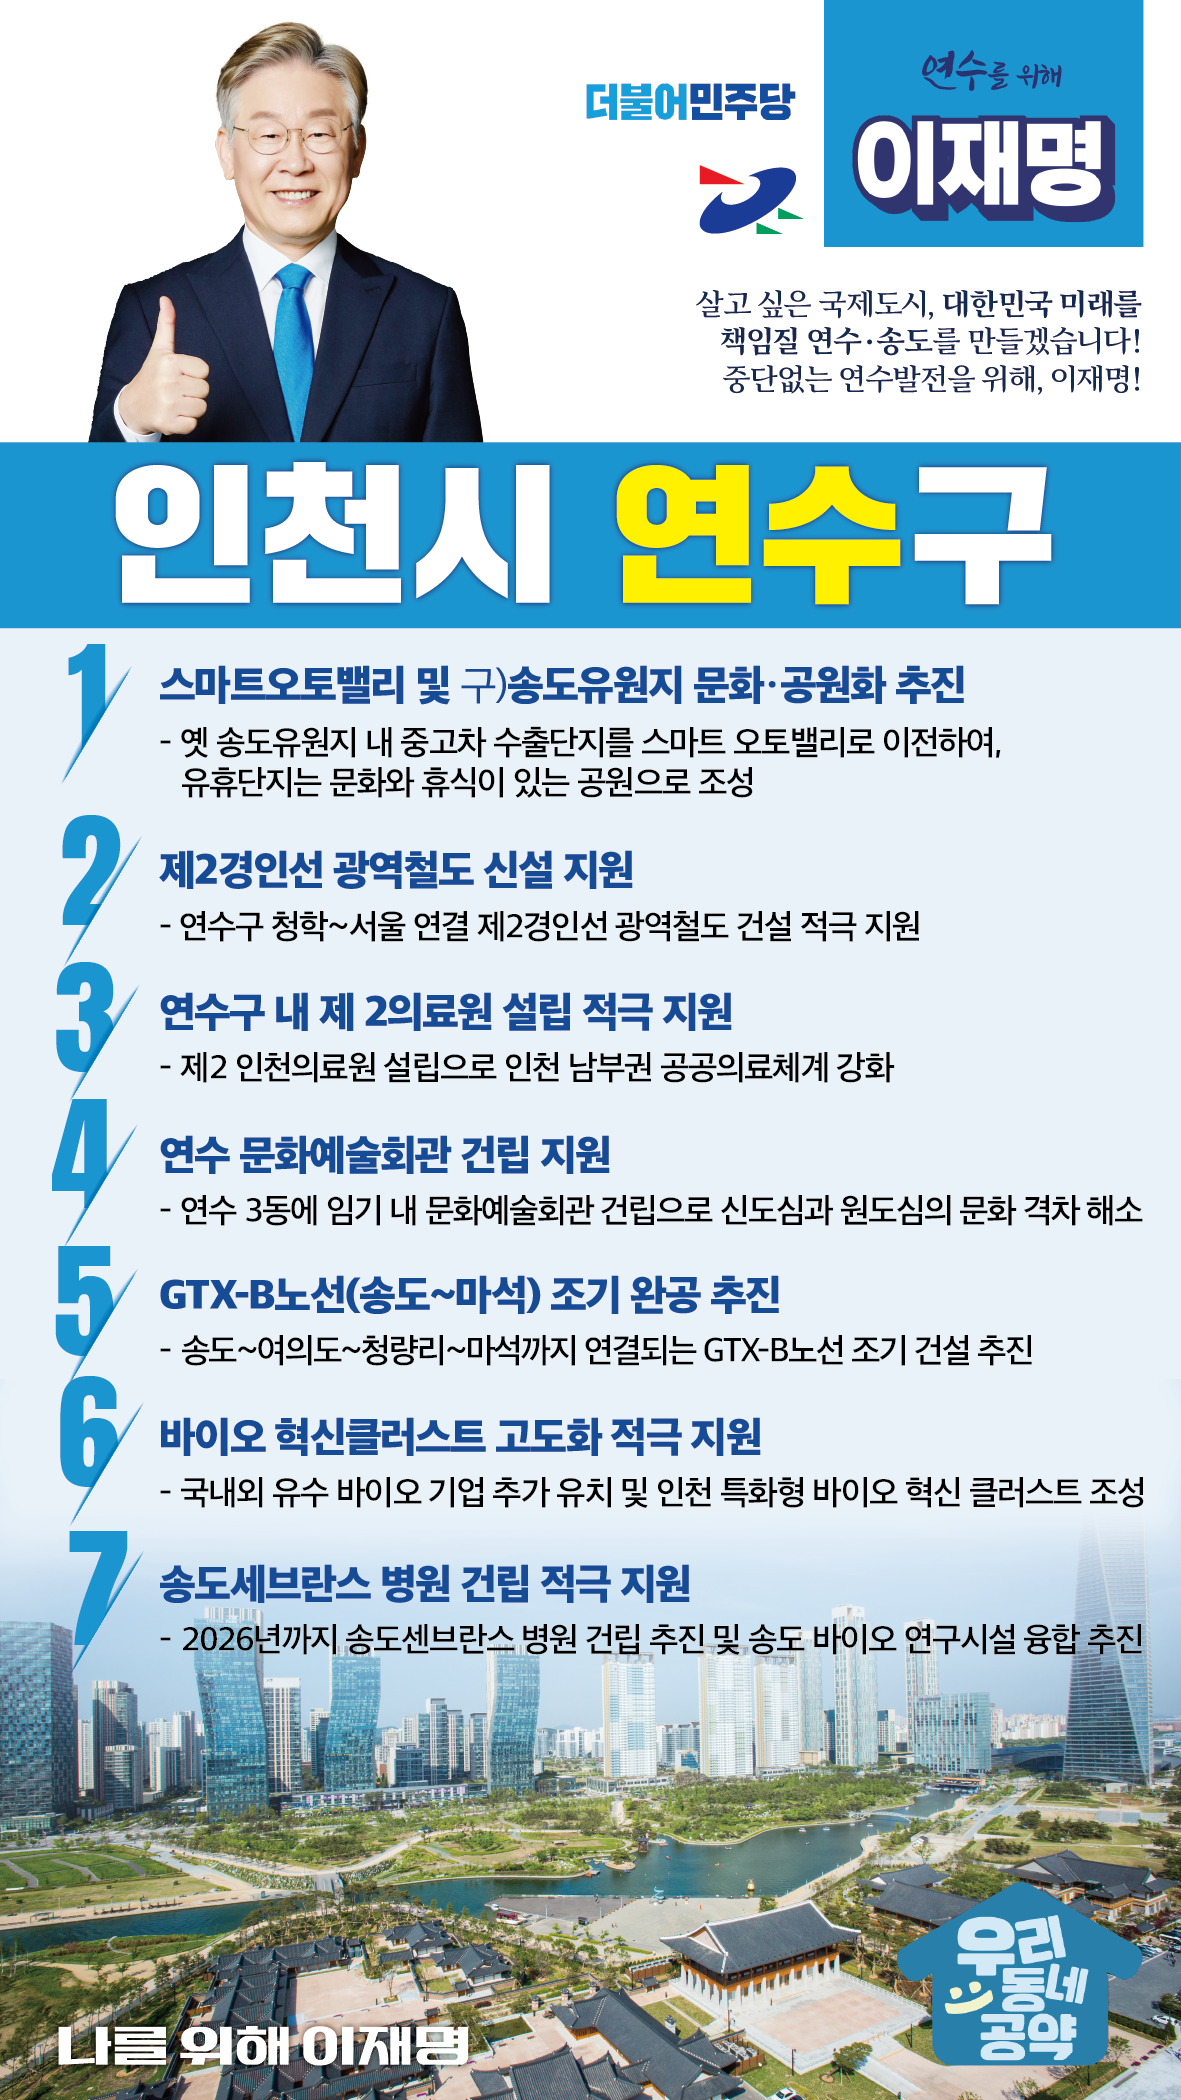 더불어민주당
연수를 위해
이재명
살고 싶은 국제도시, 대한민국 미래를
책임질 연수·송도를 만들겠습니다!
중단없는 연수발전을 위해, 이재명!
인천시 연수구
1
스마트오토밸리 및 구)송도유원지 문화·공원화 추진
- 옛 송도유원지 내 중고차 수출단지를 스마트 오토밸리로 이전하여,
유휴단지는 문화와 휴식이 있는 공원으로 조성
2
제2경인선 광역철도 신설 지원
- 연수구 청학~서울 연결 제2경인선 광역철도 건설 적극 지원
3
연수구 내 제 2의료원 설립 적극 지원
- 제2 인천의료원 설립으로 인천 남부권 공공의료체계 강화
4
연수 문화예술회관 건립 지원
- 연수 3동에 임기 내 문화예술회관 건립으로 신도심과 원도심의 문화 격차 해소
5
GTX-B노선(송도~마석) 조기 완공 추진
- 송도~여의도~청량리~마석까지 연결되는 GTX-B노선 조기 건설 추진
6
바이오 혁신클러스트 고도화 적극 지원
- 국내외 유수 바이오 기업 추가 유치 및 인천 특화형 바이오 혁신 클러스트 조성
7
송도세브란스 병원 건립 적극 지원
- 2026년까지 송도센브란스 병원 건립 추진 및 송도 바이오 연구시설 융합 추진
나를 위해 이재명
우리
동네
공약